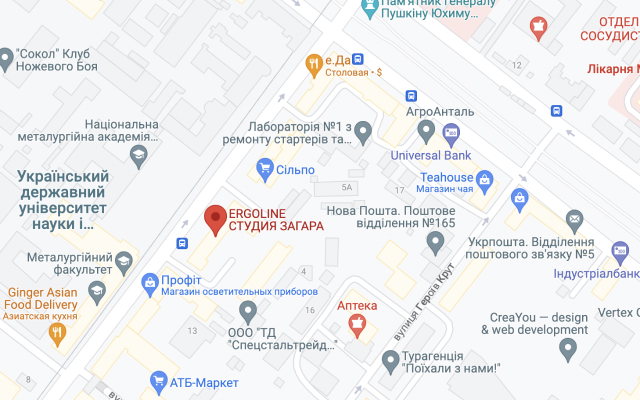 Пам'ятник генералу
Пушкіну Юхиму...
ОТДЕЛ
СОСУДИСТ
"Сокол" Клуб
Ножевого Боя
е.Да
Столовая • $
12
Лікарня
АгроАнталь
Національна
металургійна академія...
Лабораторія №1 з
ремонту стартерів та...
Universal Bank
Сільпо
Український
державний
університет
науки і...
5А
17
Teahouse
Магазин чая
ERGOLINE
СТУДИЯ ЗАГАРА
Нова Пошта. Поштове
відділення №165
Укрпошта. Відділення
поштового зв'язку №5
Металургійний
факультет
Індустріалбанк
4
Профіт
Магазин осветительных приборов
Ginger Asian
Food Delivery
Азиатская кухня
16
Аптека
вулиця Героїв Крут
13
ООО "ТД
"Спецстальтрейд..."
CreaYou — design
& web development
Vertex
Турагенція
"Поїхали з нами!"
АТБ-Маркет